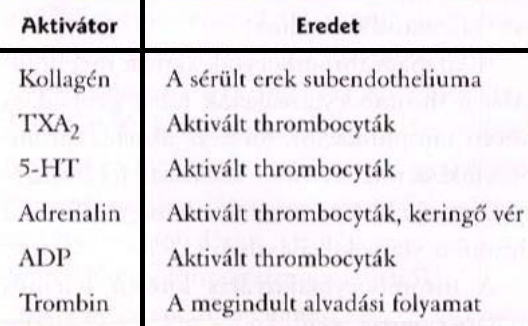 Aktivátor Eredet
Kollagén A sérült erek subendotheliuma
TXA₂ Aktivált thrombocyták
5-HT Aktivált thrombocyták
Adrenalin Aktivált thrombocyták, keringő vér
ADP Aktivált thrombocyták
Trombin A megindult alvadási folyamat